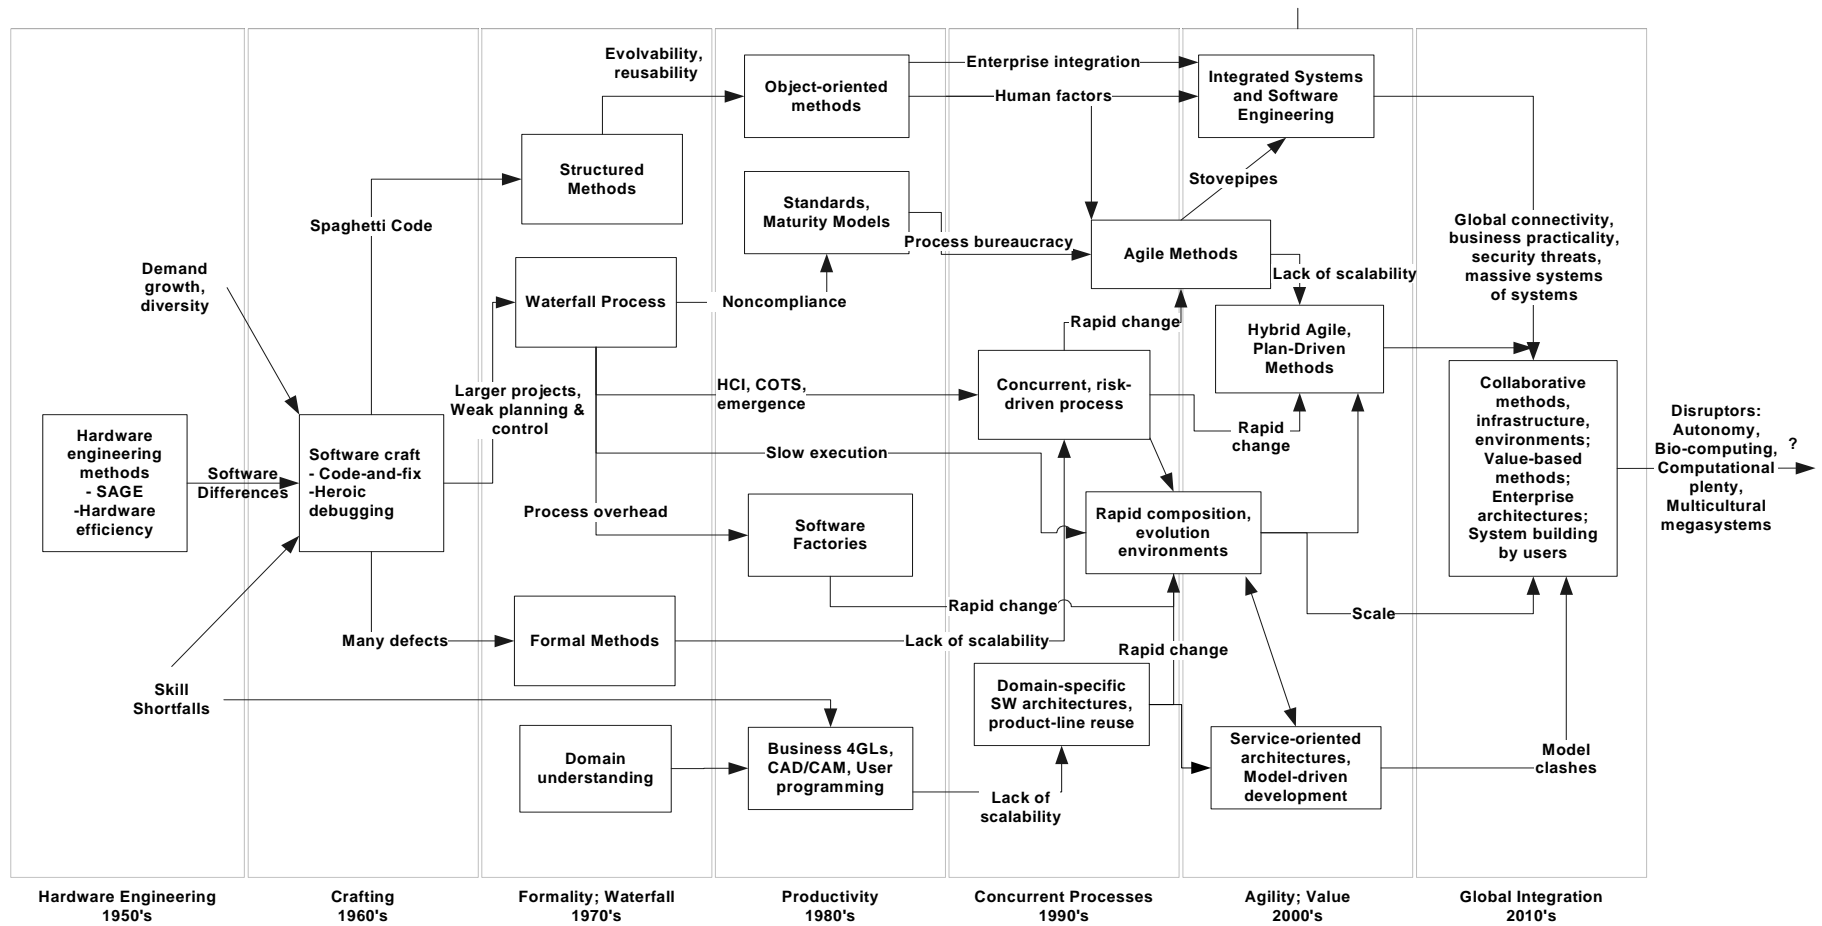 Evolvability,
reusability
Enterprise integration
Human factors
Object-oriented
methods
Integrated Systems
and Software
Engineering
Structured
Methods
Stovepipes
Standards,
Maturity Models
Spaghetti Code
Process bureaucracy
Agile Methods
Global connectivity,
business practicality,
security threats,
massive systems
of systems
Demand
growth,
diversity
Waterfall Process
Noncompliance
Lack of scalability
Rapid change
Hybrid Agile,
Plan-Driven
Methods
Larger projects,
Weak planning &
control
HCI, COTS,
emergence
Concurrent, risk-
driven process
Rapid
change
Collaborative
methods,
infrastructure,
environments;
Value-based
methods;
Enterprise
architectures;
System building
by users
Disruptors:
Autonomy,
Bio-computing,
Computational
plenty,
Multicultural
megasystems
?
Hardware
engineering
methods
- SAGE
-Hardware
efficiency
Software
Differences
Software craft
- Code-and-fix
-Heroic
debugging
Slow execution
Process overhead
Software
Factories
Rapid composition,
evolution
environments
Rapid change
Scale
Many defects
Formal Methods
Lack of scalability
Rapid change
Skill
Shortfalls
Domain-specific
SW architectures,
product-line reuse
Domain
understanding
Business 4GLs,
CAD/CAM, User
programming
Lack of
scalability
Service-oriented
architectures,
Model-driven
development
Model
clashes
Hardware Engineering
1950's
Crafting
1960's
Formality; Waterfall
1970's
Productivity
1980's
Concurrent Processes
1990's
Agility; Value
2000's
Global Integration
2010's